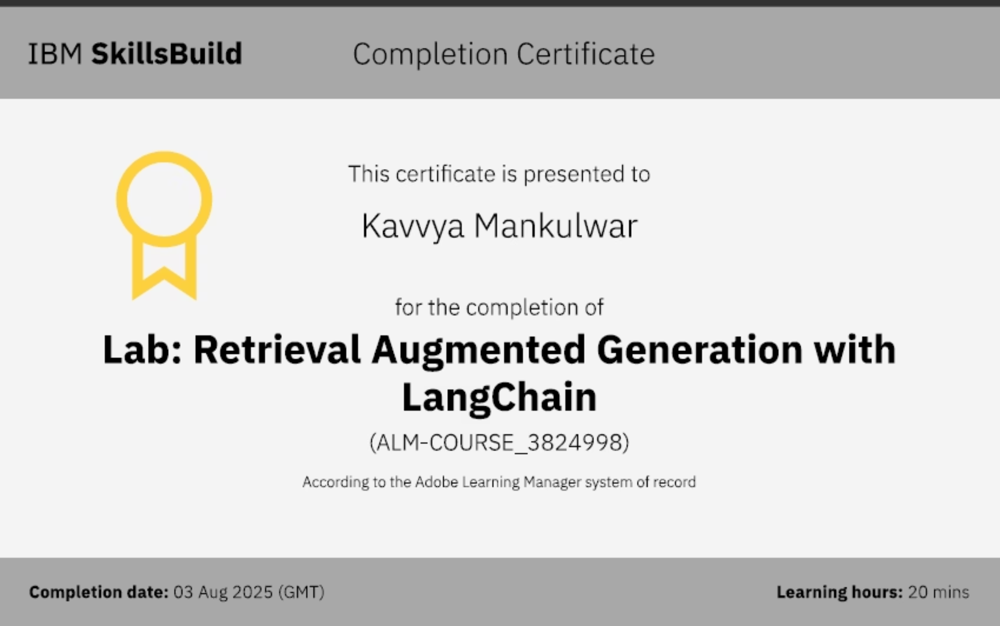 IBM SkillsBuild
Completion Certificate
This certificate is presented to
Kavvya Mankulwar
for the completion of
Lab: Retrieval Augmented Generation with
LangChain
(ALM-COURSE_3824998)
According to the Adobe Learning Manager system of record
Completion date: 03 Aug 2025 (GMT)
Learning hours: 20 mins